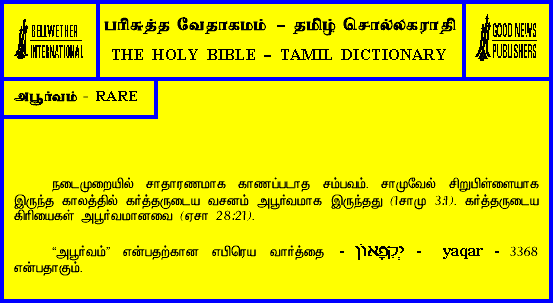 BELLWETHER
INTERNATIONAL
பரிசுத்த வேதாகமம் – தமிழ் சொல்லகராதி
THE HOLY BIBLE – TAMIL DICTIONARY
GOOD NEWS
PUBLISHERS
அபூர்வம் - RARE
நடைமுறையில் சாதாரணமாக காணப்படாத சம்பவம். சாமுவேல் சிறுபிள்ளையாக
இருந்த காலத்தில் கர்த்தருடைய வசனம் அபூர்வமாக இருந்தது (1சாமு 3:1). கர்த்தருடைய
கிரியைகள் அபூர்வமானவை (ஏசா 28:21).
“அபூர்வம்” என்பதற்கான எபிரெய வார்த்தை - - yaqar - 3368
என்பதாகும்.